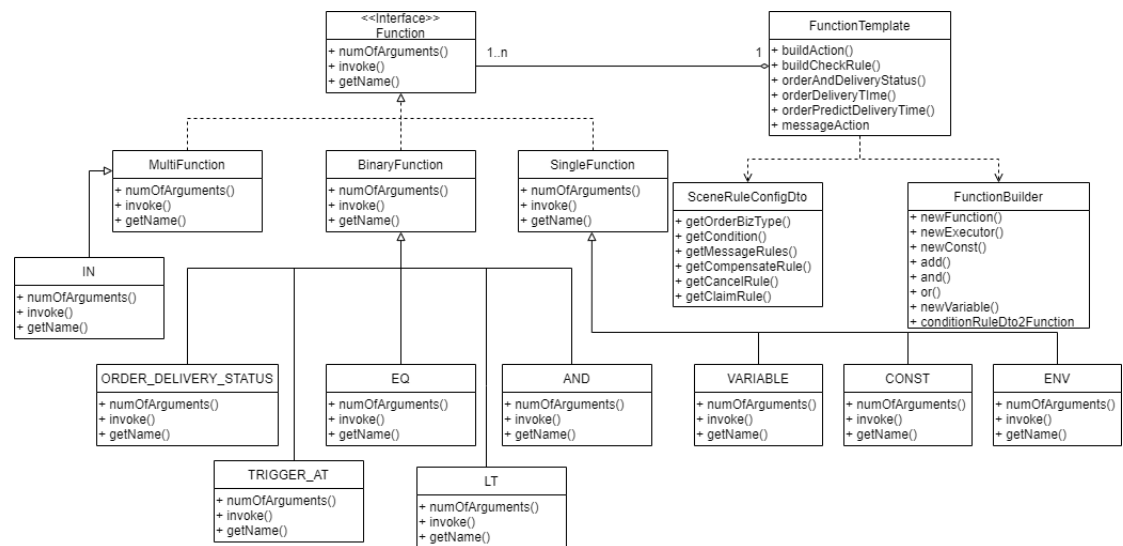 <<Interface>>
Function
+ numOfArguments()
+ invoke()
+ getName()
1..n
1
FunctionTemplate
+ buildAction()
+ buildCheckRule()
+ orderAndDeliveryStatus()
+ orderDeliveryTIme()
+ orderPredictDeliveryTime()
+ messageAction
MultiFunction
+ numOfArguments()
+ invoke()
+ getName()
BinaryFunction
+ numOfArguments()
+ invoke()
+ getName()
SingleFunction
+ numOfArguments()
+ invoke()
+ getName()
SceneRuleConfigDto
+ getOrderBizType()
+ getCondition()
+ getMessageRules()
+ getCompensateRule()
+ getCancelRule()
+ getClaimRule()
FunctionBuilder
+ newFunction()
+ newExecutor()
+ newConst()
+ add()
+ and()
+ or()
+ newVariable()
+ conditionRuleDto2Function
IN
+ numOfArguments()
+ invoke()
+ getName()
ORDER_DELIVERY_STATUS
+ numOfArguments()
+ invoke()
+ getName()
EQ
+ numOfArguments()
+ invoke()
+ getName()
AND
+ numOfArguments()
+ invoke()
+ getName()
VARIABLE
+ numOfArguments()
+ invoke()
+ getName()
CONST
+ numOfArguments()
+ invoke()
+ getName()
ENV
+ numOfArguments()
+ invoke()
+ getName()
TRIGGER_AT
+ numOfArguments()
+ invoke()
+ getName()
LT
+ numOfArguments()
+ invoke()
+ getName()